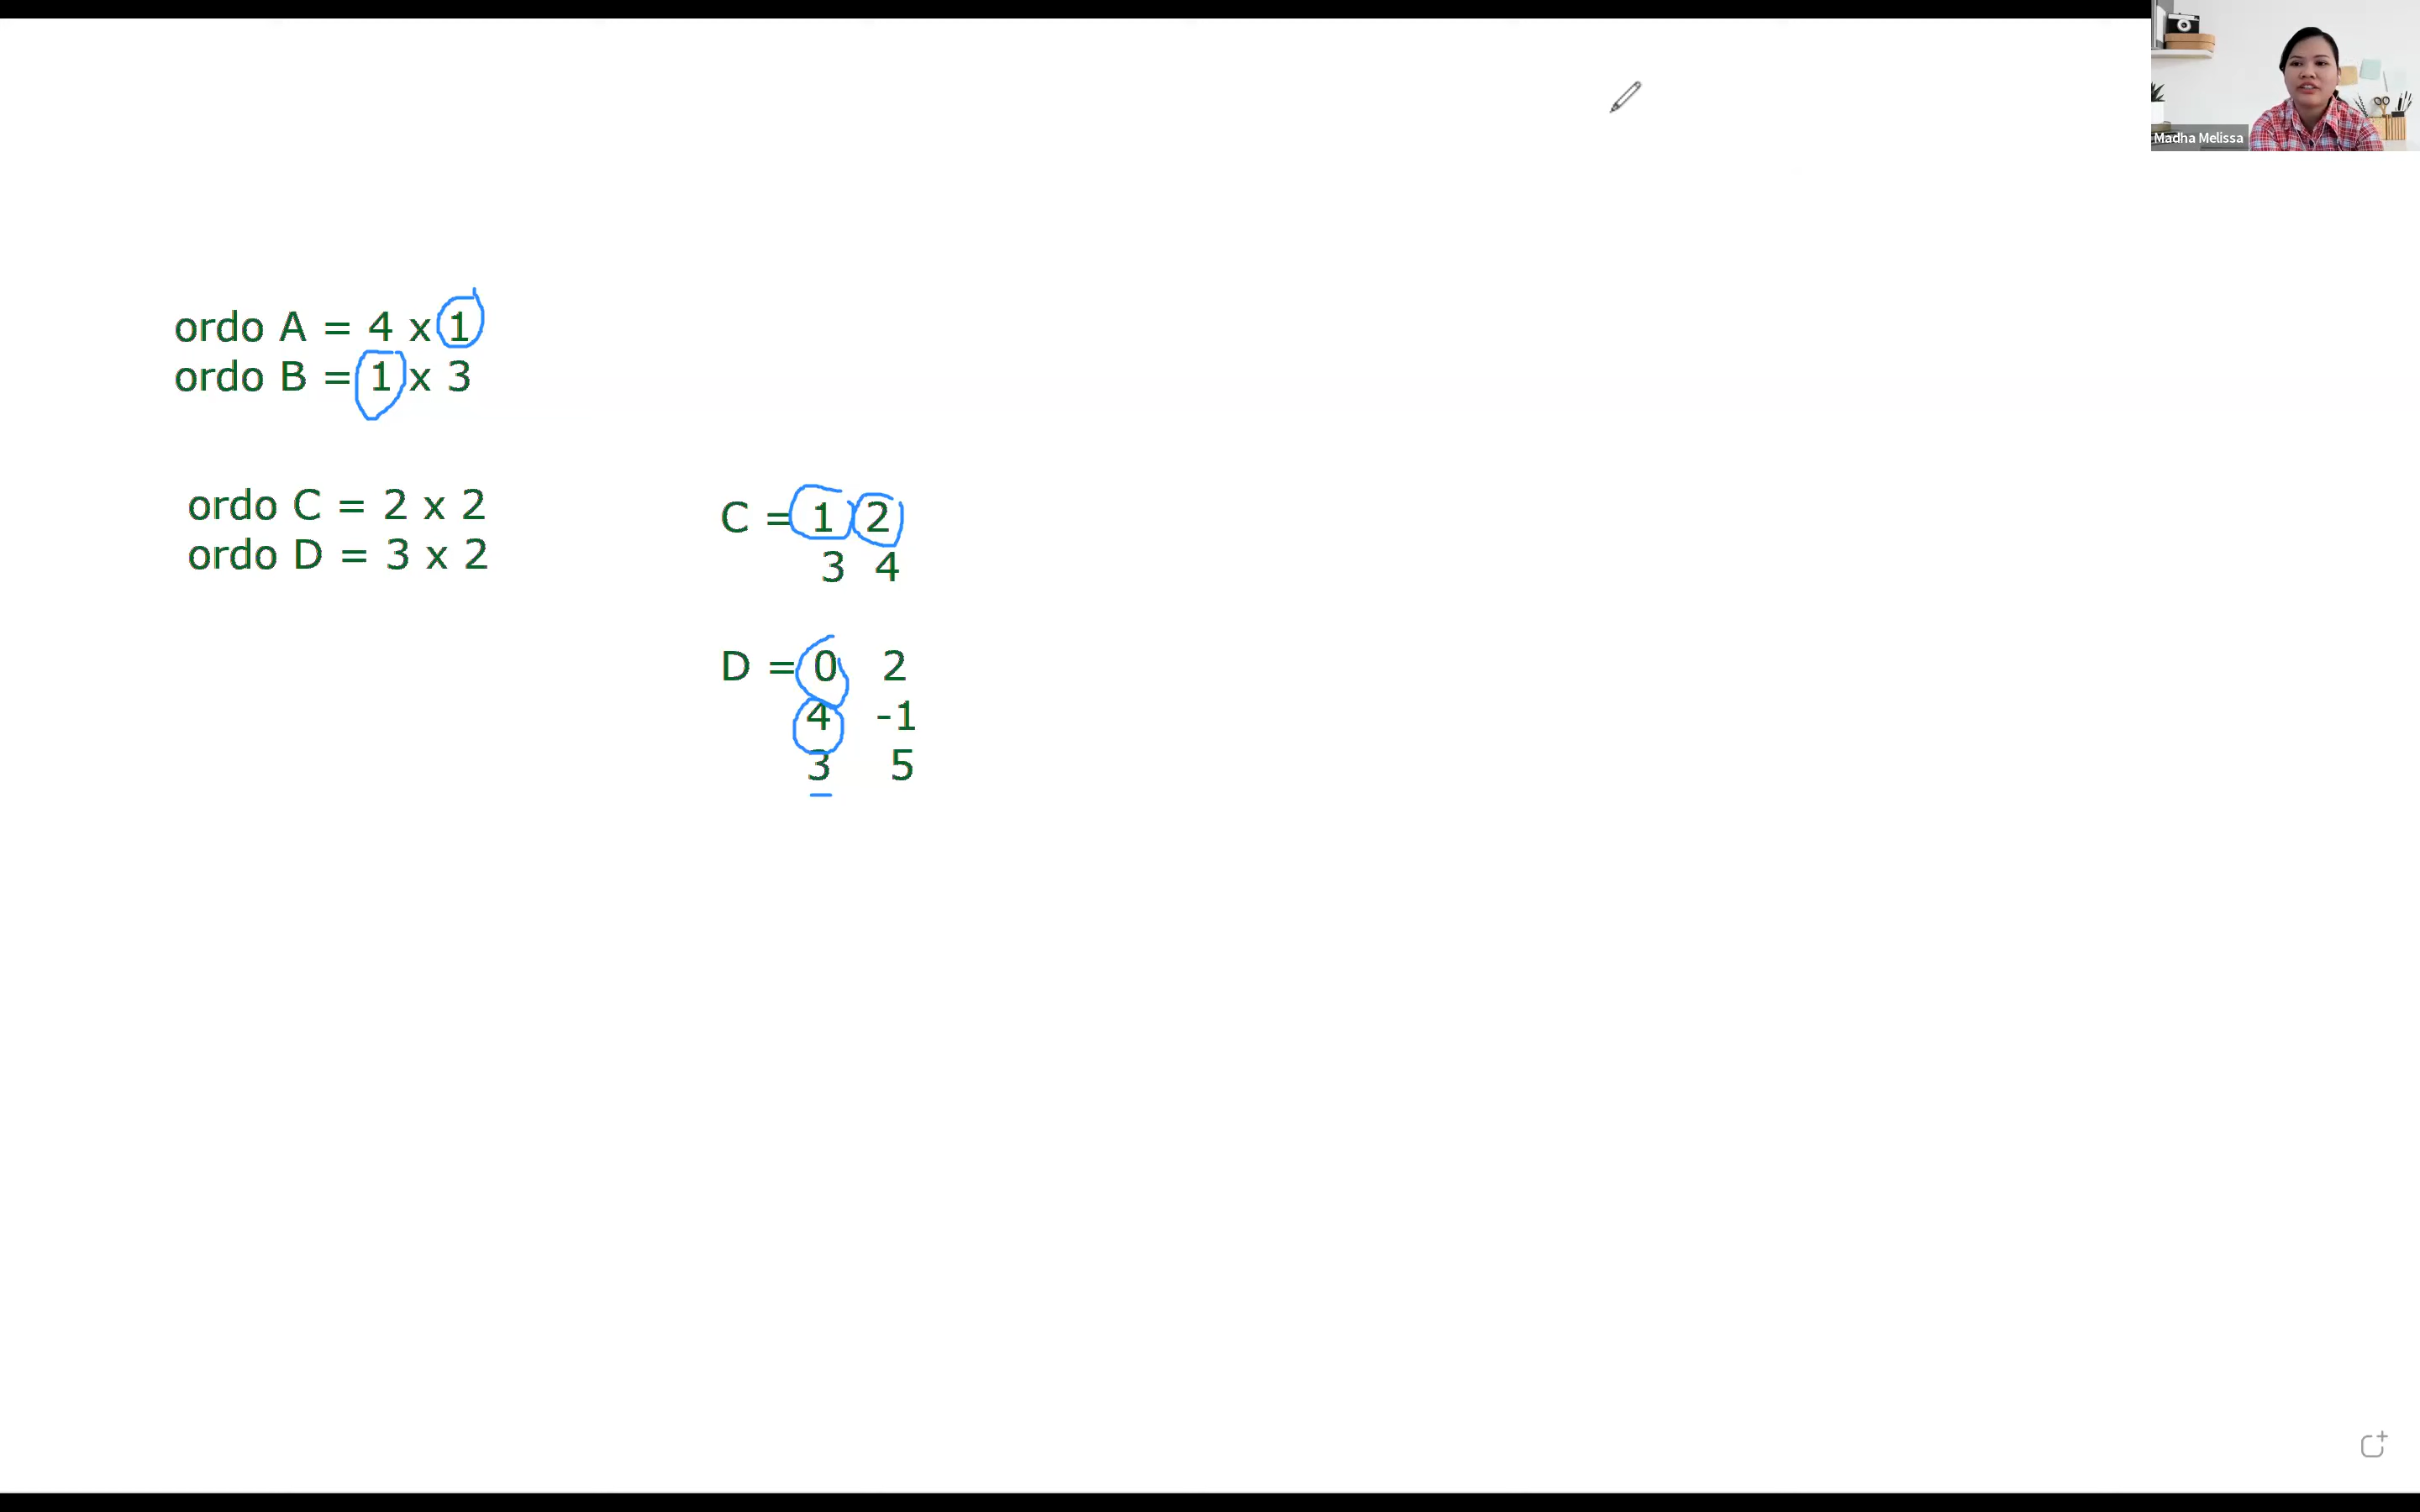 Madha Melissa
ordo A = 4 x 1
ordo B = 1 x 3
ordo C = 2 x 2
ordo D = 3 x 2
C = 1 2
3 4
D = 0 2
4 -1
3 5